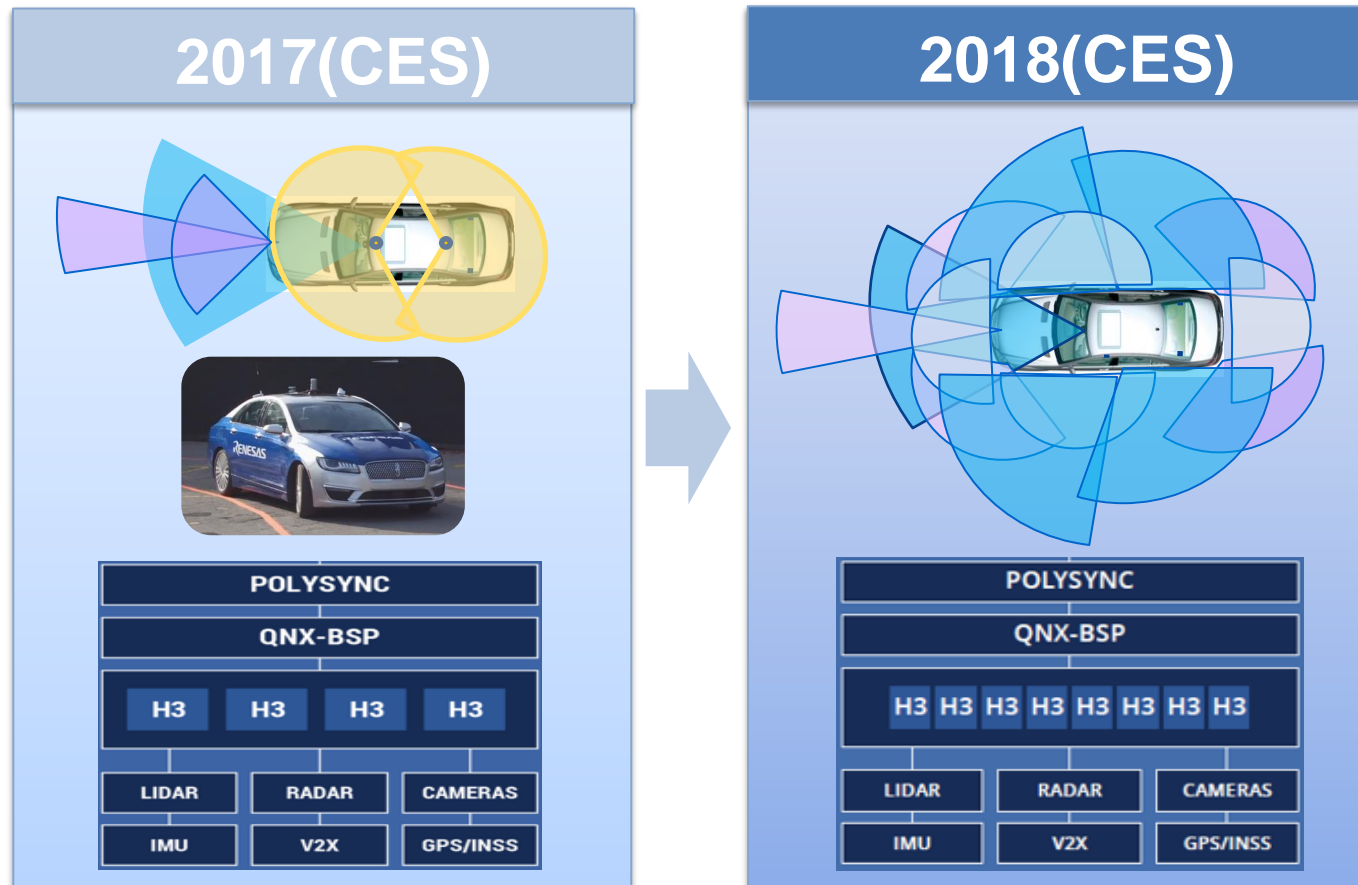 2017(CES)
RENESAS
POLYSYNC
QNX-BSP
H3 H3 H3 H3
LIDAR RADAR CAMERAS
IMU V2X GPS/INSS
2018(CES)
POLYSYNC
QNX-BSP
H3 H3 H3 H3 H3 H3 H3 H3
LIDAR RADAR CAMERAS
IMU V2X GPS/INSS